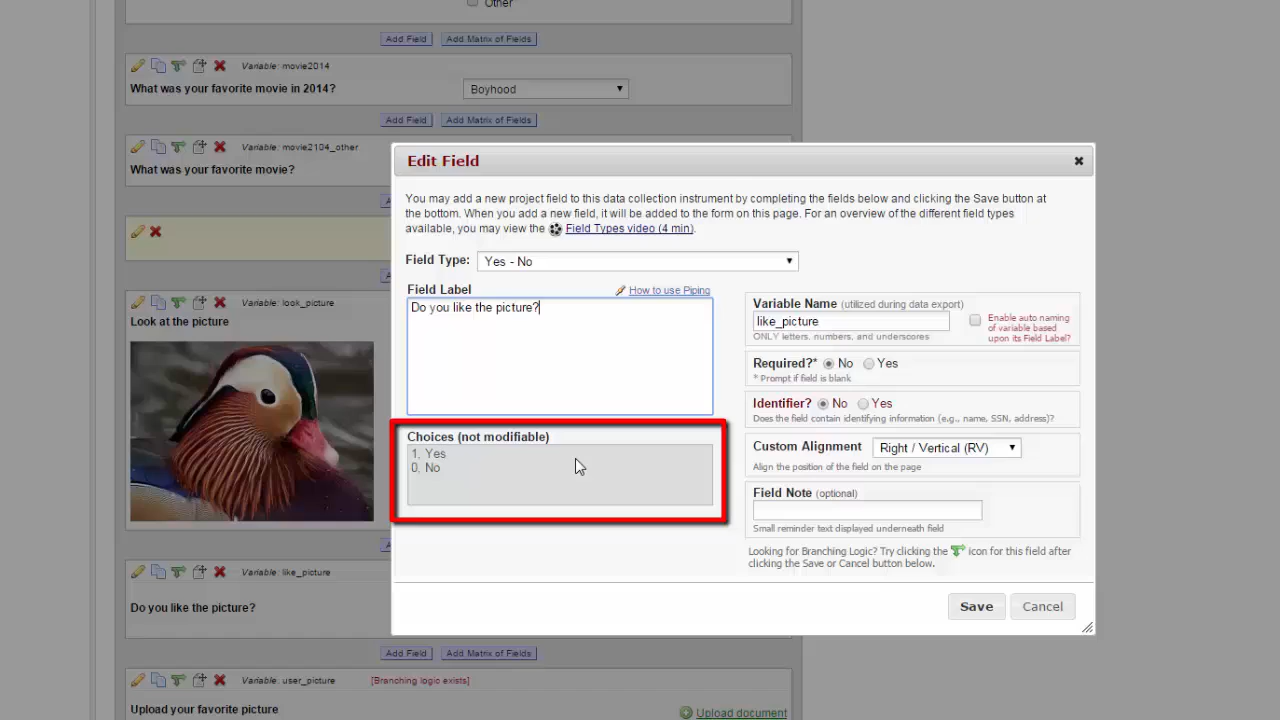 Other
Add Field Add Matrix of Fields
Variable: movie2014
What was your favorite movie in 2014? Boyhood
Add Field Add Matrix of Fields
Variable: movie2104_other
What was your favorite movie?
Variable: look_picture
Look at the picture
Variable: like_picture
Do you like the picture?
Add Field Add Matrix of Fields
Variable: user_picture [Branching logic exists]
Upload your favorite picture
Upload document
Edit Field
You may add a new project field to this data collection instrument by completing the fields below and clicking the Save button at
the bottom. When you add a new field, it will be added to the form on this page. For an overview of the different field types
available, you may view the Field Types video (4 min).
Field Type: Yes - No
Field Label How to use Piping
Do you like the picture?
Choices (not modifiable)
1, Yes
0, No
Variable Name (utilized during data export)
like_picture
ONLY letters, numbers, and underscores
Enable auto naming
of variable based
upon its Field Label?
Required?* No Yes
* Prompt if field is blank
Identifier? No Yes
Does the field contain identifying information (e.g., name, SSN, address)?
Custom Alignment Right / Vertical (RV)
Align the position of the field on the page
Field Note (optional)
Small reminder text displayed underneath field
Looking for Branching Logic? Try clicking the icon for this field after
clicking the Save or Cancel button below.
Save Cancel